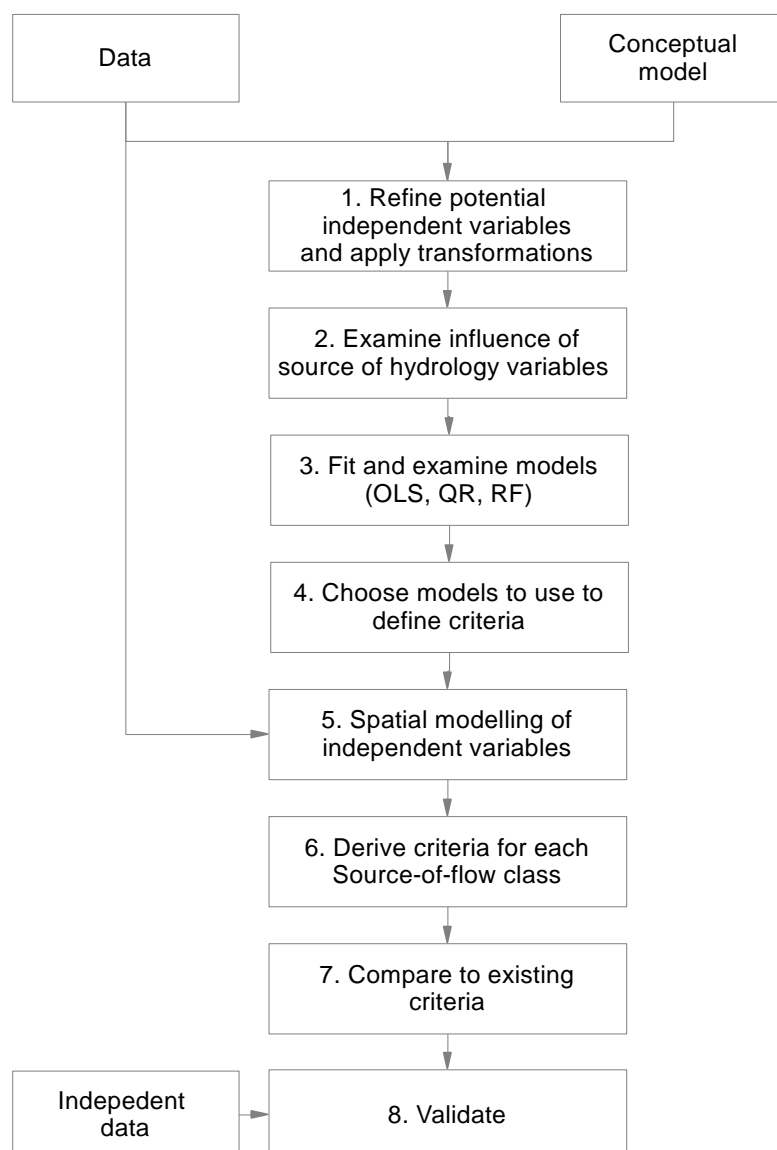 Data
Conceptual
model
1. Refine potential
independent variables
and apply transformations
2. Examine influence of
source of hydrology variables
3. Fit and examine models
(OLS, QR, RF)
4. Choose models to use to
define criteria
5. Spatial modelling of
independent variables
6. Derive criteria for each
Source-of-flow class
7. Compare to existing
criteria
Indepedent
data
8. Validate